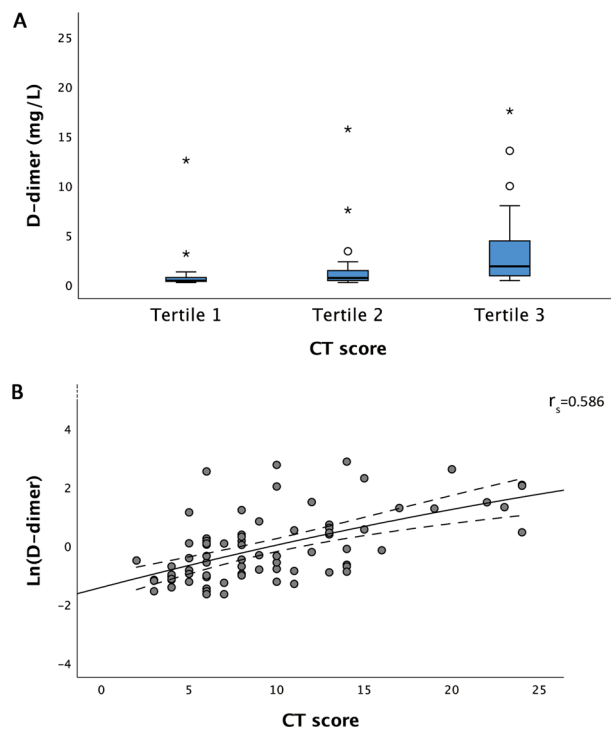 A
25
20
15
10
5
0
D-dimer (mg/L)
Tertile 1 Tertile 2 Tertile 3
CT score
B
r_s=0.586
4
2
0
-2
-4
Ln(D-dimer)
0 5 10 15 20 25
CT score